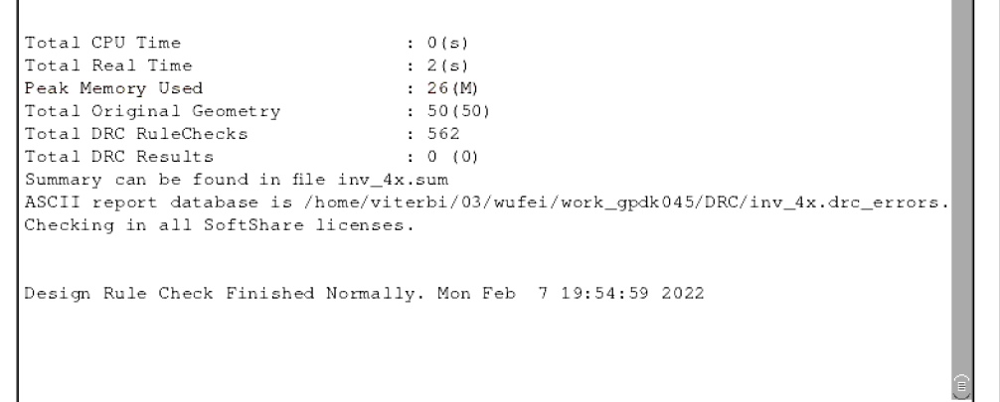 Total CPU Time : 0(s)
Total Real Time : 2(s)
Peak Memory Used : 26(M)
Total Original Geometry : 50(50)
Total DRC RuleChecks : 562
Total DRC Results : 0 (0)
Summary can be found in file inv_4x.sum
ASCII report database is /home/viterbi/03/wufei/work_gpdk045/DRC/inv_4x.drc_errors.
Checking in all SoftShare licenses.
Design Rule Check Finished Normally. Mon Feb  7 19:54:59 2022